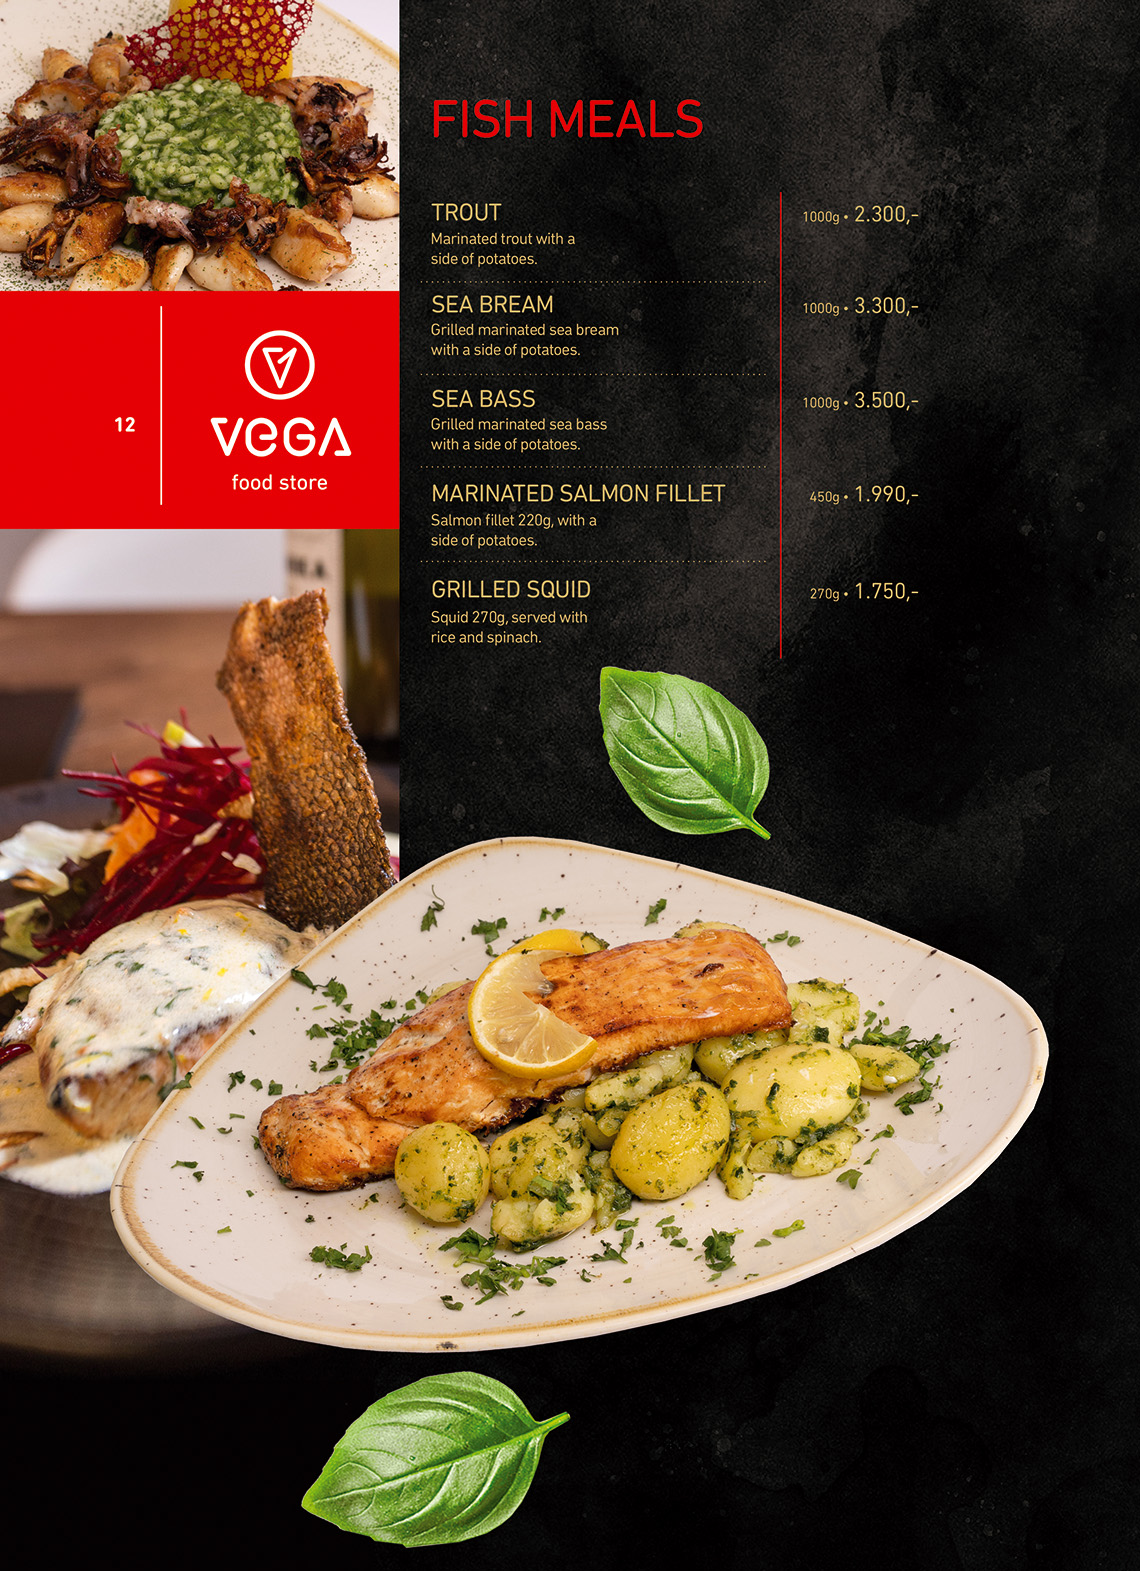 FISH MEALS
TROUT
1000g • 2.300,-
Marinated trout with a
side of potatoes.
SEA BREAM
1000g • 3.300,-
Grilled marinated sea bream
with a side of potatoes.
SEA BASS
1000g • 3.500,-
Grilled marinated sea bass
with a side of potatoes.
MARINATED SALMON FILLET
450g • 1.990,-
Salmon fillet 220g, with a
side of potatoes.
GRILLED SQUID
270g • 1.750,-
Squid 270g, served with
rice and spinach.
12
VEGA
food store